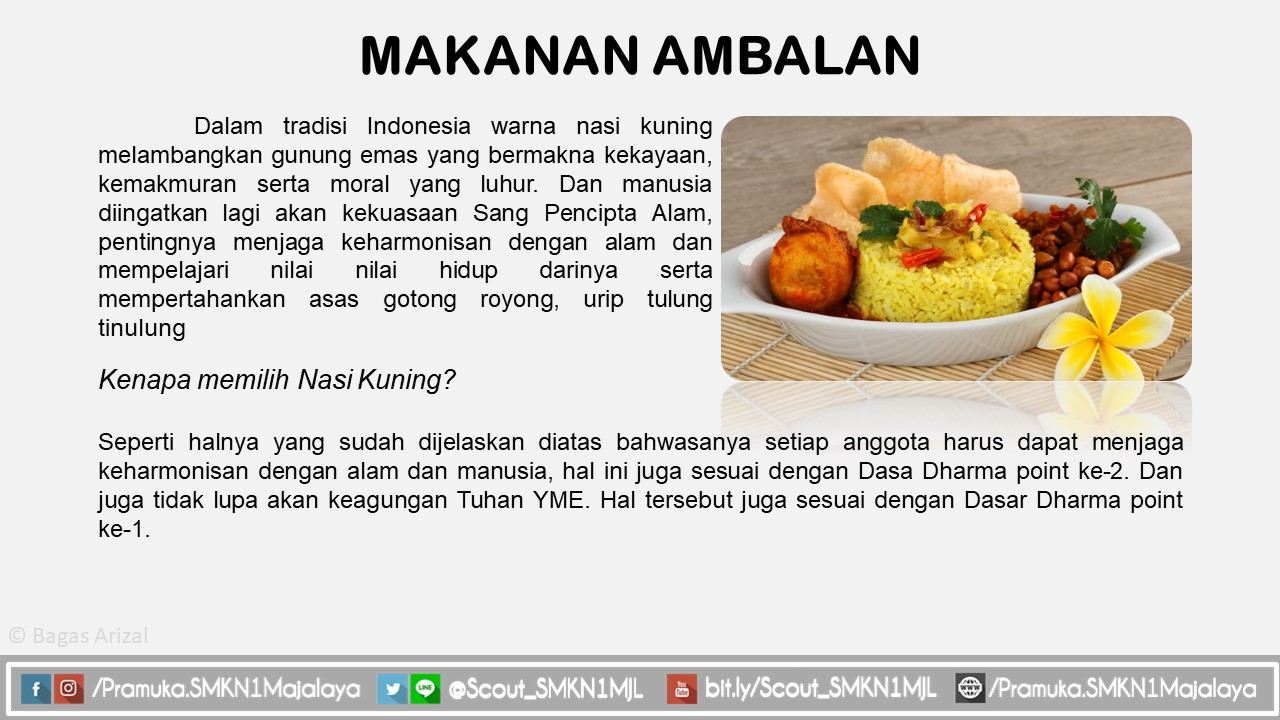 MAKANAN AMBALAN
Dalam tradisi Indonesia warna nasi kuning
melambangkan gunung emas yang bermakna kekayaan,
kemakmuran serta moral yang luhur. Dan manusia
diingatkan lagi akan kekuasaan Sang Pencipta Alam,
pentingnya menjaga keharmonisan dengan alam dan
mempelajari nilai nilai hidup darinya serta
mempertahankan asas gotong royong, urip tulung
tinulung
Kenapa memilih Nasi Kuning?
Seperti halnya yang sudah dijelaskan diatas bahwasanya setiap anggota harus dapat menjaga
keharmonisan dengan alam dan manusia, hal ini juga sesuai dengan Dasa Dharma point ke-2. Dan
juga tidak lupa akan keagungan Tuhan YME. Hal tersebut juga sesuai dengan Dasar Dharma point
ke-1.
© Bagas Arizal
f /Pramuka.SMKN1Majalaya LINE @Scout_SMKN1MJL You Tube bit.ly/Scout_SMKN1MJL WWW /Pramuka.SMKN1Majalaya